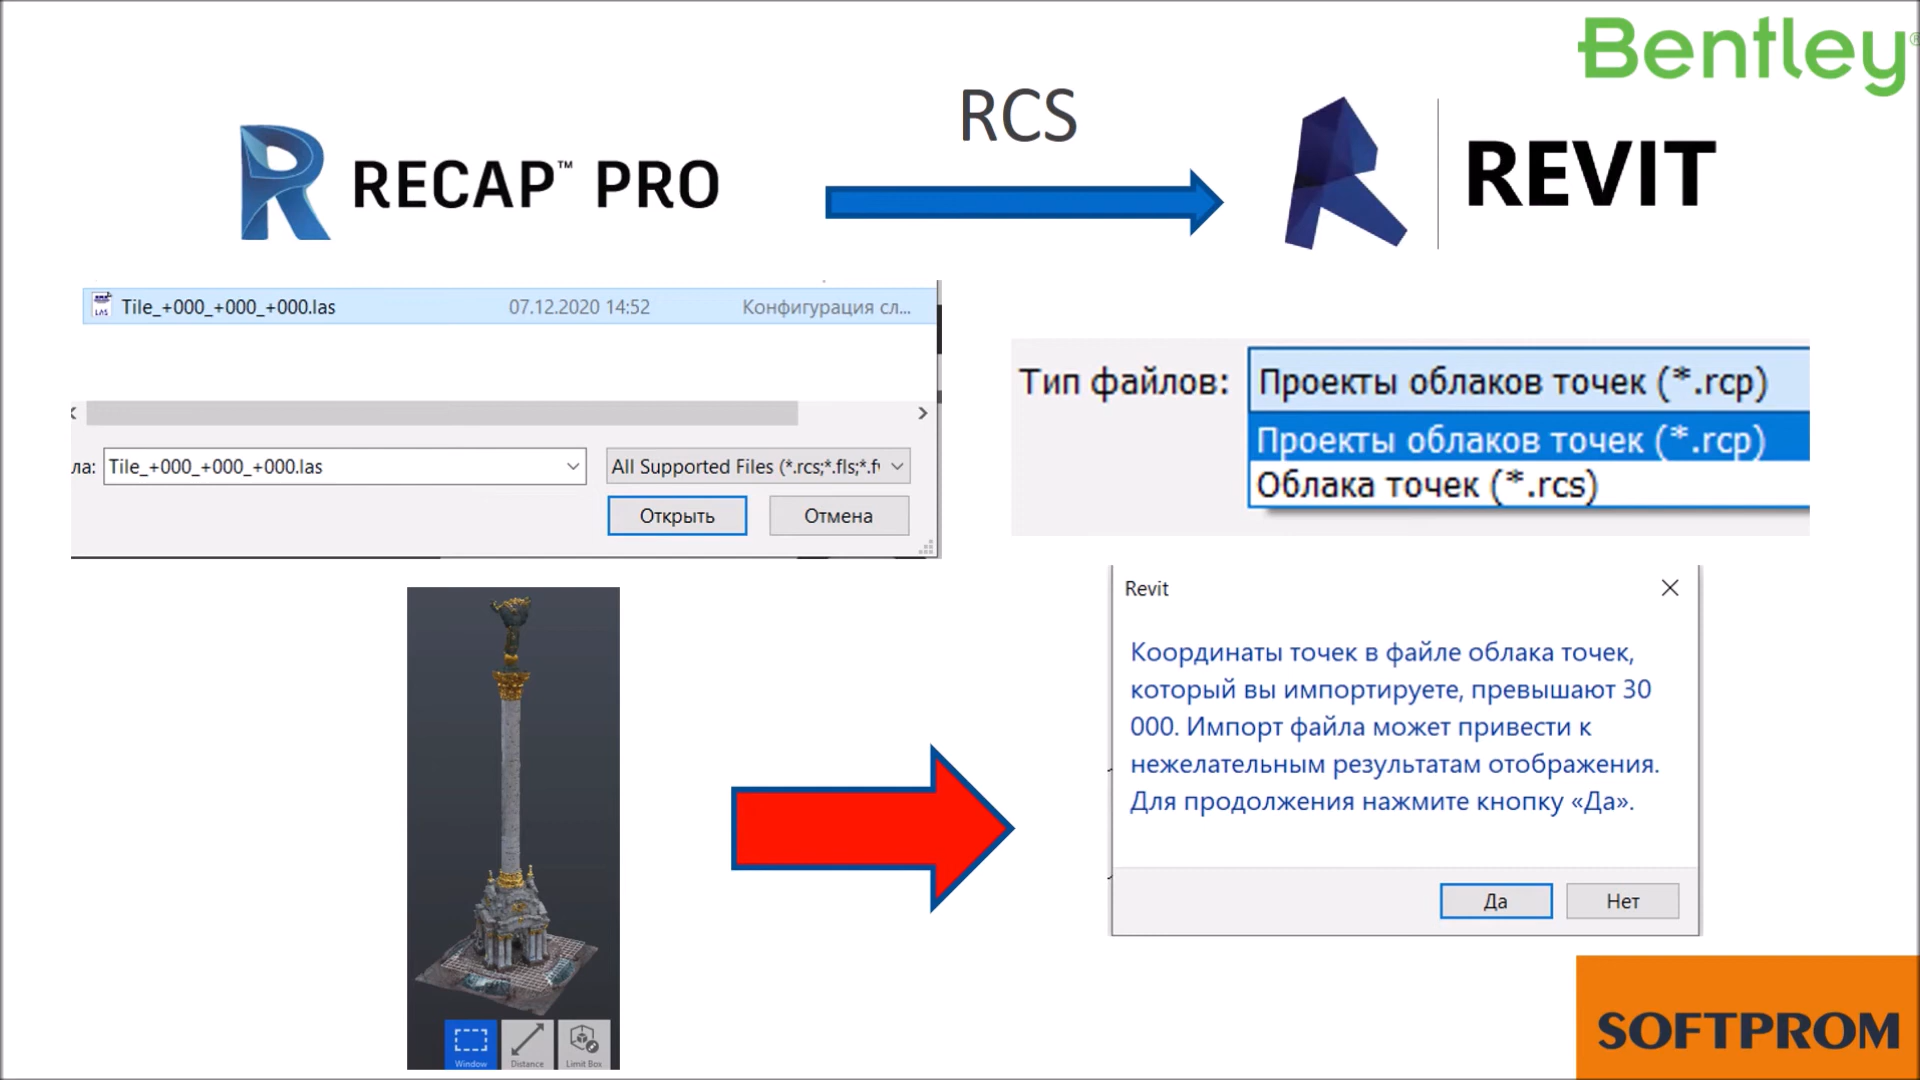 Bentley®
RCS
RECAP™ PRO
REVIT
Tile_+000_+000_+000.las 07.12.2020 14:52 Конфигурация сл...
LAS
ла: Tile_+000_+000_+000.las All Supported Files (*.rcs;*.fls;*.f
Открыть Отмена
Тип файлов: Проекты облаков точек (*.rcp)
Проекты облаков точек (*.rcp)
Облака точек (*.rcs)
Revit
Координаты точек в файле облака точек,
который вы импортируете, превышают 30
000. Импорт файла может привести к
нежелательным результатам отображения.
Для продолжения нажмите кнопку «Да».
Да Нет
Window Distance Limit Box
SOFTPROM